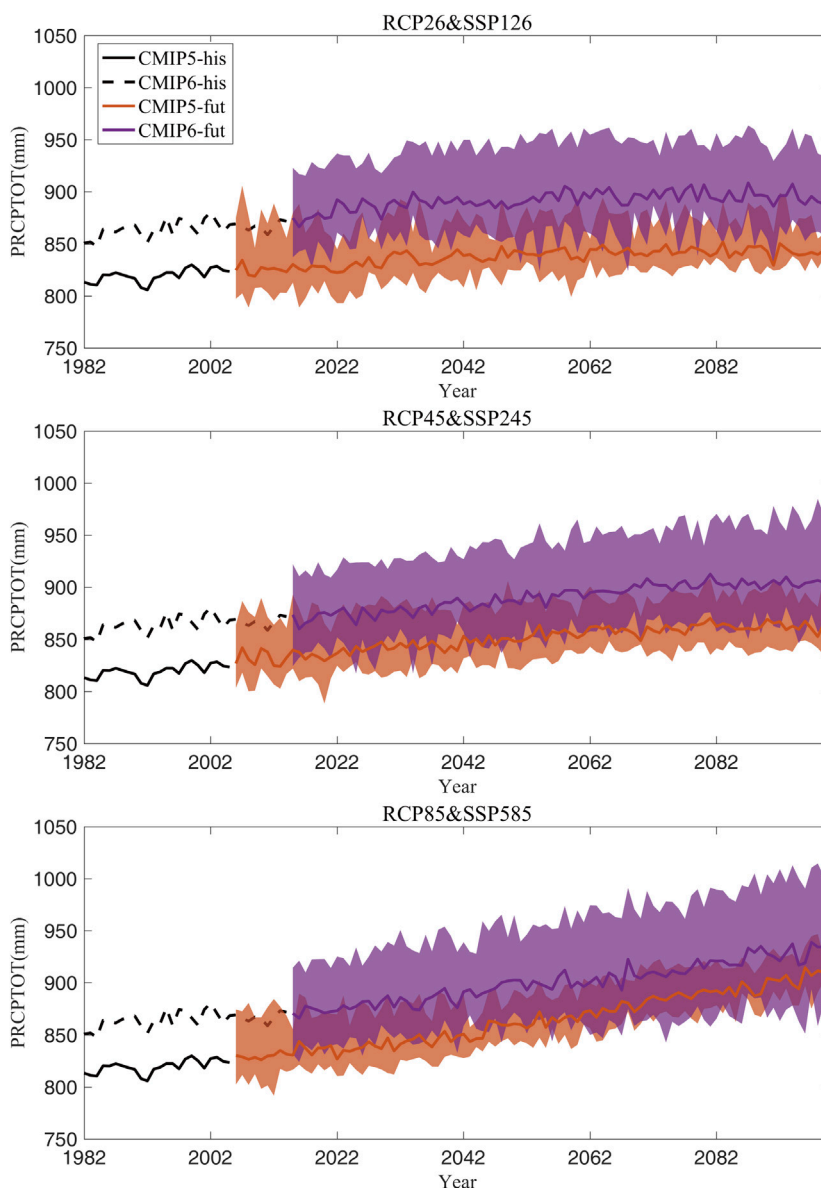 RCP26&SSP126
1050
CMIP5-his
CMIP6-his
CMIP5-fut
CMIP6-fut
1000
950
900
850
800
750
PRCPTOT(mm)
1982 2002 2022 2042 2062 2082
Year
RCP45&SSP245
1050
1000
950
900
850
800
750
PRCPTOT(mm)
1982 2002 2022 2042 2062 2082
Year
RCP85&SSP585
1050
1000
950
900
850
800
750
PRCPTOT(mm)
1982 2002 2022 2042 2062 2082
Year